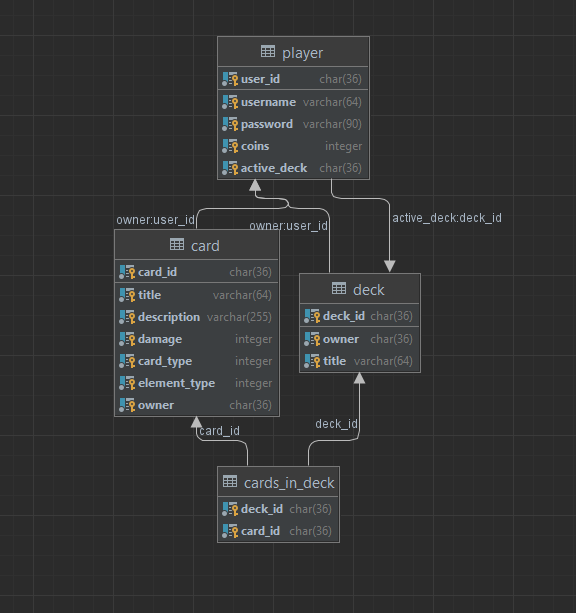 player
user_id char(36)
username varchar(64)
password varchar(90)
coins integer
active_deck char(36)
owner:user_id
owner:user_id
active_deck:deck_id
card
card_id char(36)
title varchar(64)
description varchar(255)
damage integer
card_type integer
element_type integer
owner char(36)
deck
deck_id char(36)
owner char(36)
title varchar(64)
card_id
deck_id
cards_in_deck
deck_id char(36)
card_id char(36)